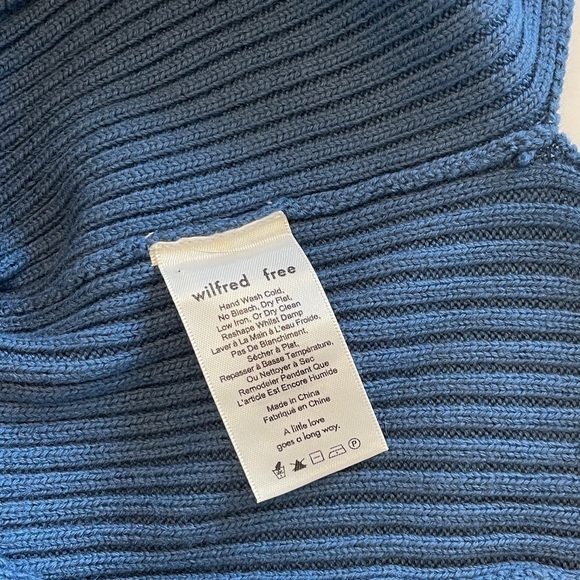 wilfred free
Hand Wash Cold,
No Bleach, Dry Flat,
Low Iron, Or Dry Clean
Reshape Whilst Damp
Laver à La Main à L'eau Froide,
Pas De Blanchiment,
Sécher à Plat,
Repasser à Basse Température,
Ou Nettoyer à Sec
Remodeler Pendant Que
L'article Est Encore Humide
Made in China
Fabriqué en Chine
A little love
goes a long way.
P